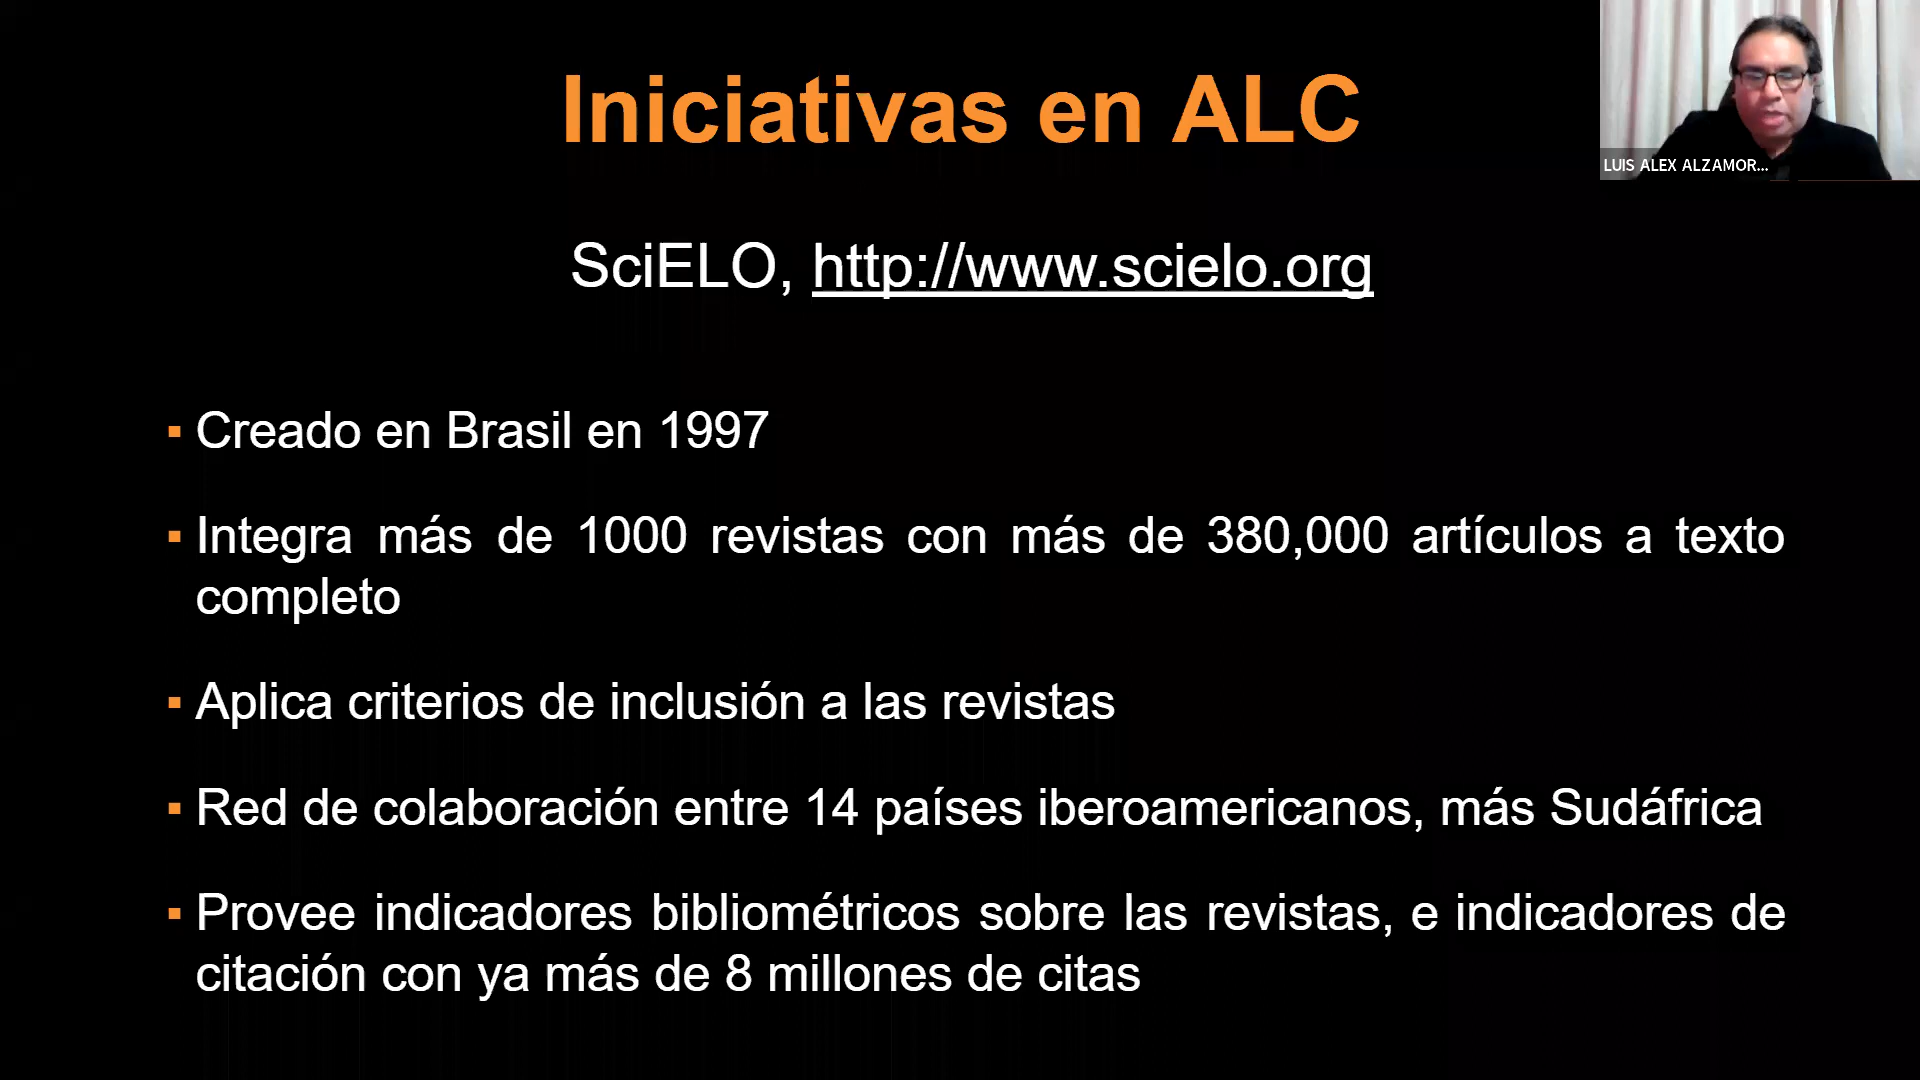 Iniciativas en ALC
LUIS ALEX ALZAMOR...
SciELO, http://www.scielo.org
▪ Creado en Brasil en 1997
▪ Integra más de 1000 revistas con más de 380,000 artículos a texto
completo
▪ Aplica criterios de inclusión a las revistas
▪ Red de colaboración entre 14 países iberoamericanos, más Sudáfrica
▪ Provee indicadores bibliométricos sobre las revistas, e indicadores de
citación con ya más de 8 millones de citas